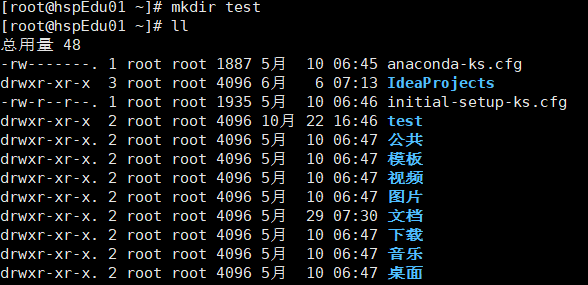 [root@hspEdu01 ~]# mkdir test
[root@hspEdu01 ~]# ll
总用量 48
-rw-------. 1 root root 1887 5月  10 06:45 anaconda-ks.cfg
drwxr-xr-x  3 root root 4096 6月   6 07:13 IdeaProjects
-rw-r--r--. 1 root root 1935 5月  10 06:46 initial-setup-ks.cfg
drwxr-xr-x  2 root root 4096 10月 22 16:46 test
drwxr-xr-x. 2 root root 4096 5月  10 06:47 公共
drwxr-xr-x. 2 root root 4096 5月  10 06:47 模板
drwxr-xr-x. 2 root root 4096 5月  10 06:47 视频
drwxr-xr-x. 2 root root 4096 5月  10 06:47 图片
drwxr-xr-x. 2 root root 4096 5月  29 07:30 文档
drwxr-xr-x. 2 root root 4096 5月  10 06:47 下载
drwxr-xr-x. 2 root root 4096 5月  10 06:47 音乐
drwxr-xr-x. 2 root root 4096 5月  10 06:47 桌面